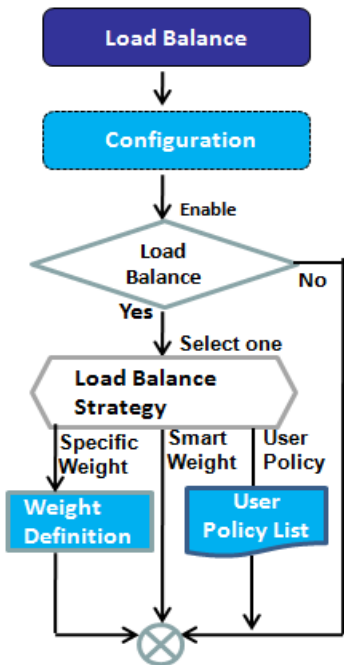 Load Balance
Configuration
Enable
Load
Balance
No
Yes
Select one
Load Balance
Strategy
Specific
Weight
Smart
Weight
User
Policy
Weight
Definition
User
Policy List